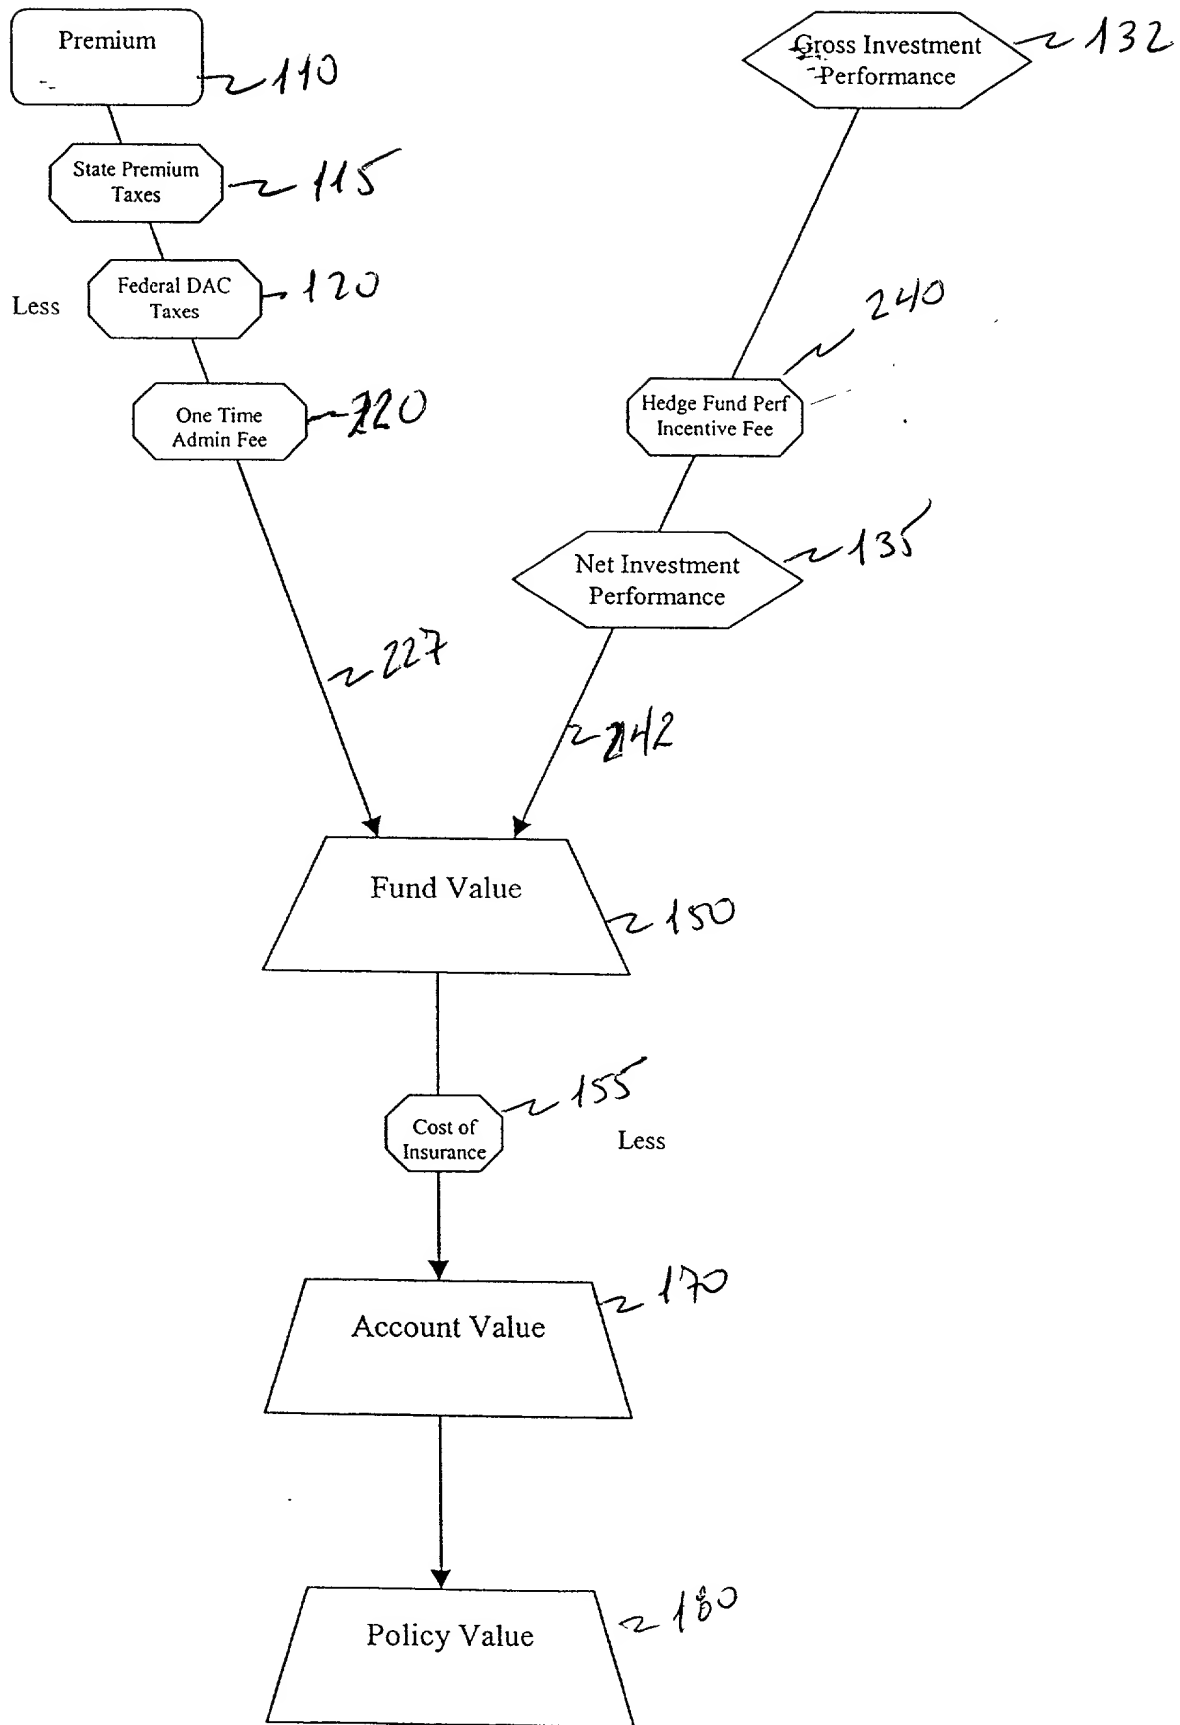 Premium
110
Gross Investment
Performance
132
State Premium
Taxes
115
Less
Federal DAC
Taxes
120
240
One Time
Admin Fee
220
Hedge Fund Perf
Incentive Fee
Net Investment
Performance
135
227
242
Fund Value
150
Cost of
Insurance
155
Less
Account Value
170
Policy Value
180